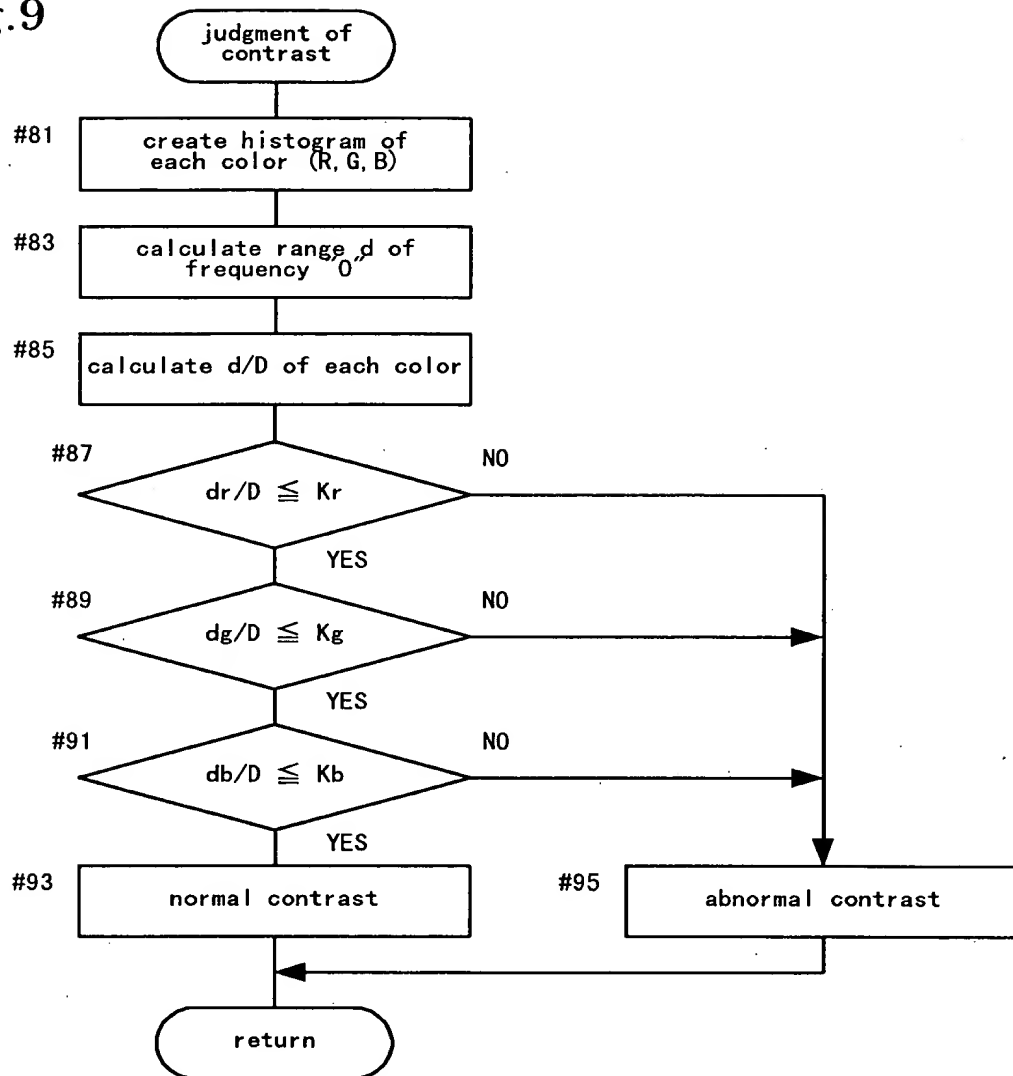 g.9
judgment of
contrast
#81
create histogram of
each color (R, G, B)
#83
calculate range d of
frequency "0"
#85
calculate d/D of each color
#87
dr/D ≦ Kr
NO
YES
#89
dg/D ≦ Kg
NO
YES
#91
db/D ≦ Kb
NO
YES
#93
normal contrast
#95
abnormal contrast
return